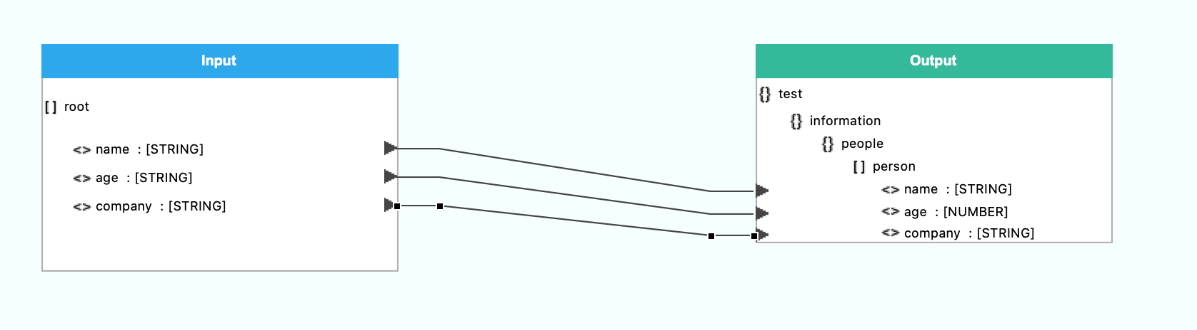 Input
[ ] root
<> name : [STRING]
<> age : [STRING]
<> company : [STRING]
Output
{} test
{} information
{} people
[ ] person
<> name : [STRING]
<> age : [NUMBER]
<> company : [STRING]